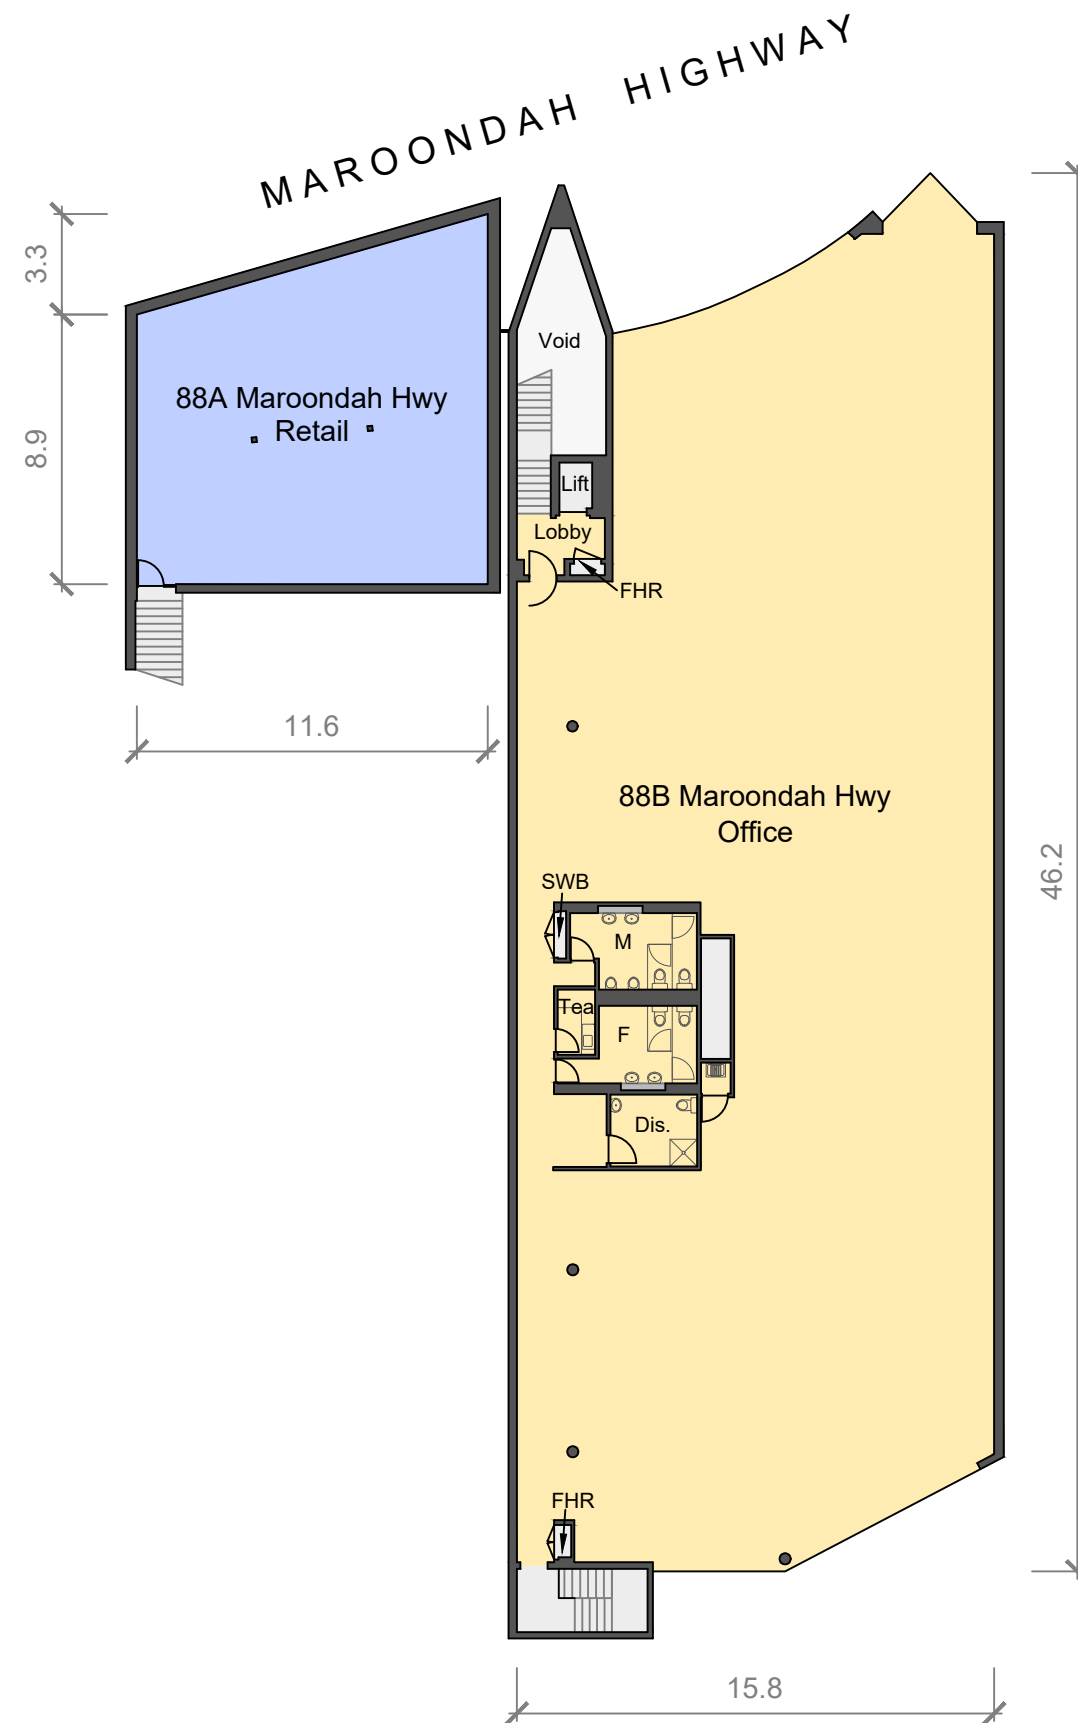 MAROONDAH HIGHWAY
3.3
8.9
88A Maroondah Hwy
Retail
Void
Lift
Lobby
FHR
11.6
88B Maroondah Hwy
Office
46.2
SWB
M
Tea
F
Dis.
FHR
15.8